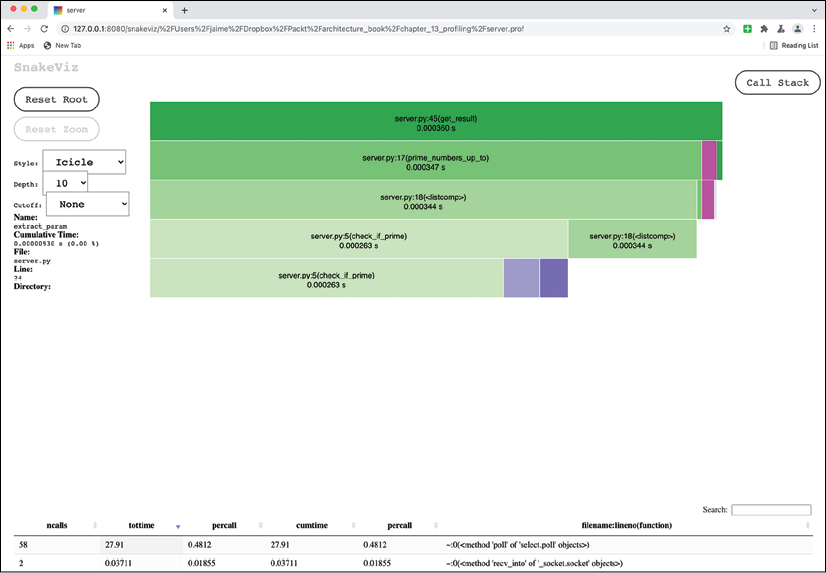 server
127.0.0.1:8080/snakeviz/%2FUsers%2Fjaime%2FDropbox%2FPackt%2Farchitecture_book%2Fchapter_13_profiling%2Fserver.prof
Apps New Tab Reading List
SnakeViz
Call Stack
Reset Root
Reset Zoom
Style: Icicle
Depth: 10
Cutoff: None
Name:
extract_param
Cumulative Time:
0.00000930 s (0.00 %)
File:
server.py
Line:
24
Directory:
server.py:45(get_result)
0.000360 s
server.py:17(prime_numbers_up_to)
0.000347 s
server.py:18(<listcomp>)
0.000344 s
server.py:5(check_if_prime)
0.000263 s
server.py:18(<listcomp>)
0.000344 s
server.py:5(check_if_prime)
0.000263 s
Search:
ncalls tottime percall cumtime percall filename:lineno(function)
58 27.91 0.4812 27.91 0.4812 ~:0(<method 'poll' of 'select.poll' objects>)
2 0.03711 0.01855 0.03711 0.01855 ~:0(<method 'recv_into' of '_socket.socket' objects>)